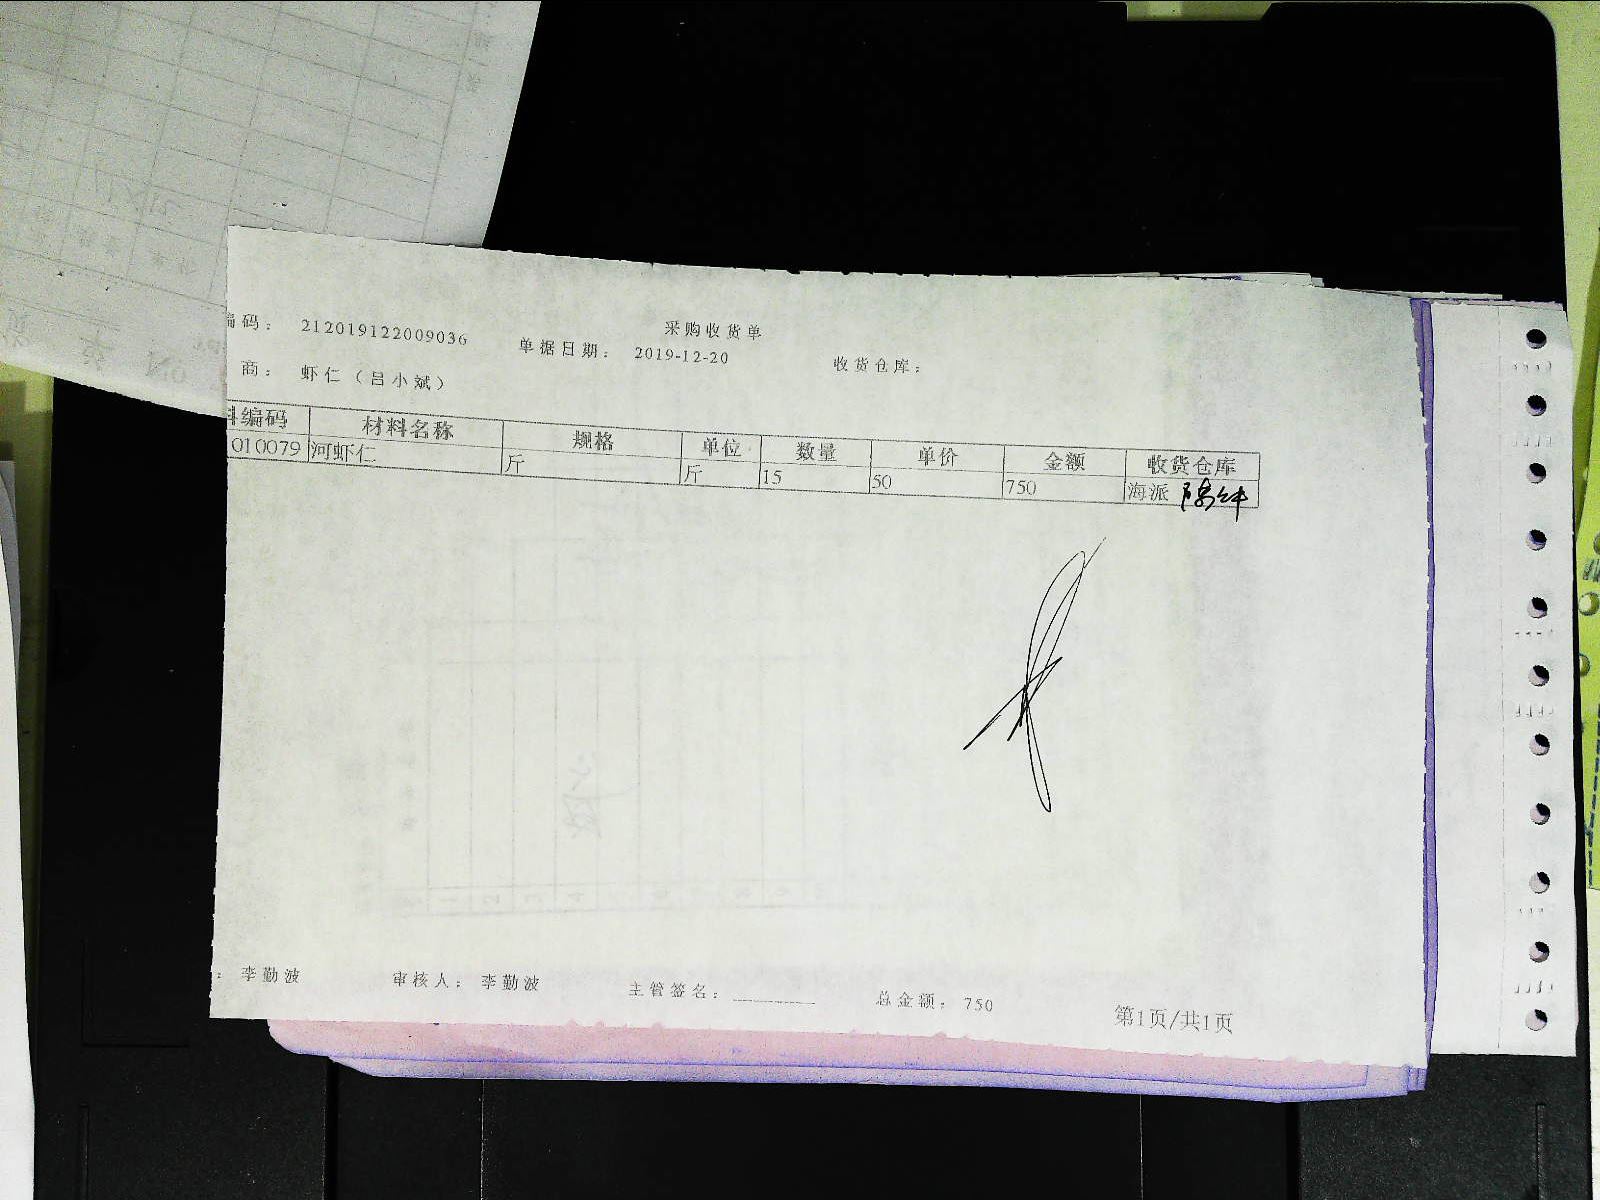 采购收货单
编码： 212019122009036 单据日期： 2019-12-20 收货仓库：
商： 虾仁（吕小斌）
料编码 材料名称 规格 单位 数量 单价 金额 收货仓库
010079 河虾仁 斤 斤 15 50 750 海派
： 李勤波 审核人： 李勤波 主管签名： 总金额： 750
第1页/共1页